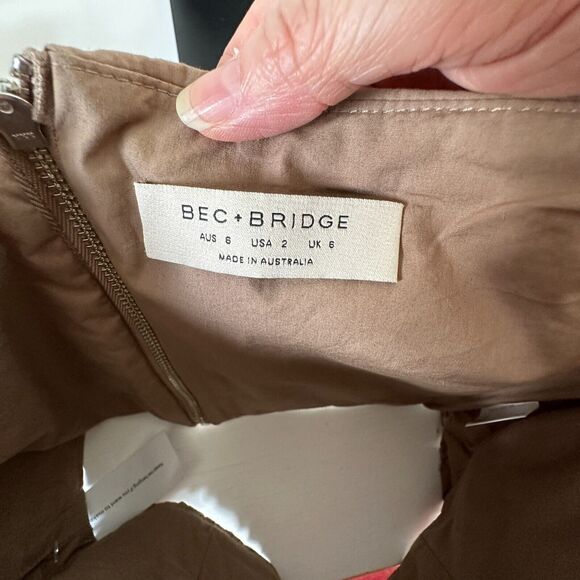 BEC + BRIDGE
AUS 6 USA 2 UK 6
MADE IN AUSTRALIA